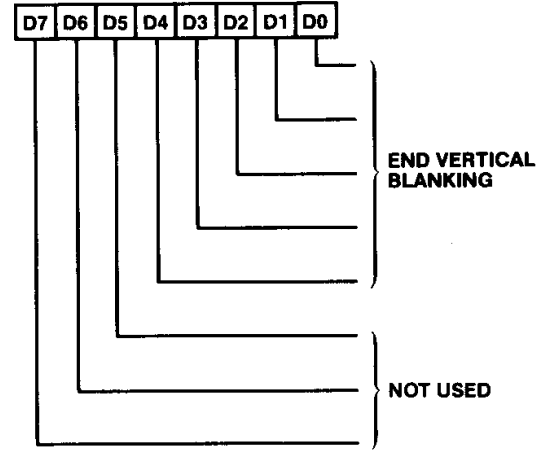 D7 D6 D5 D4 D3 D2 D1 D0
END VERTICAL
BLANKING
NOT USED